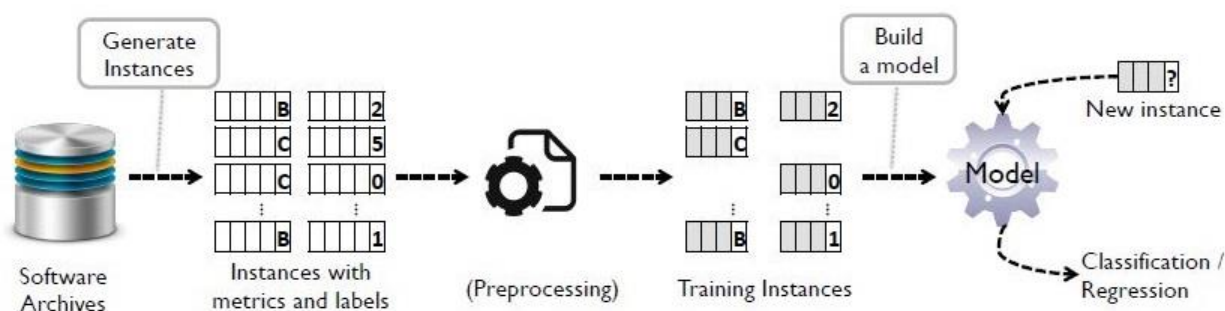 Generate
Instances
Build
a model
B 2
C 5
C 0
B 1
B 2
C
0
B 1
?
New instance
Model
Software
Archives
Instances with
metrics and labels
(Preprocessing)
Training Instances
Classification /
Regression